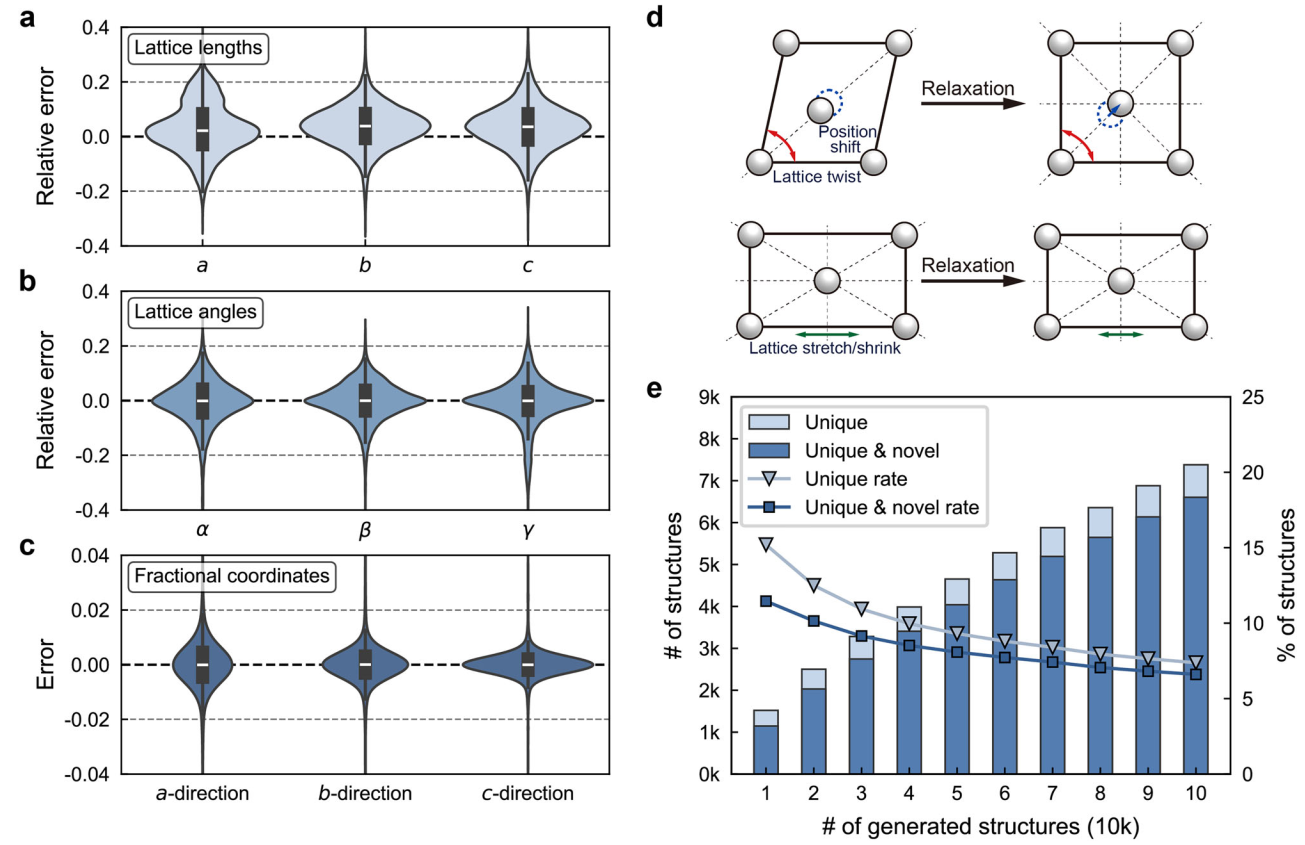 a
Lattice lengths
Relative error
0.4
0.2
0.0
-0.2
-0.4
a
b
c
b
Lattice angles
Relative error
0.4
0.2
0.0
-0.2
-0.4
α
β
γ
c
Fractional coordinates
Error
0.04
0.02
0.00
-0.02
-0.04
a-direction
b-direction
c-direction
d
Position
shift
Lattice twist
Relaxation
Lattice stretch/shrink
Relaxation
e
Unique
Unique & novel
Unique rate
Unique & novel rate
# of structures
9k
8k
7k
6k
5k
4k
3k
2k
1k
0k
25
20
15
10
5
0
% of structures
1 2 3 4 5 6 7 8 9 10
# of generated structures (10k)